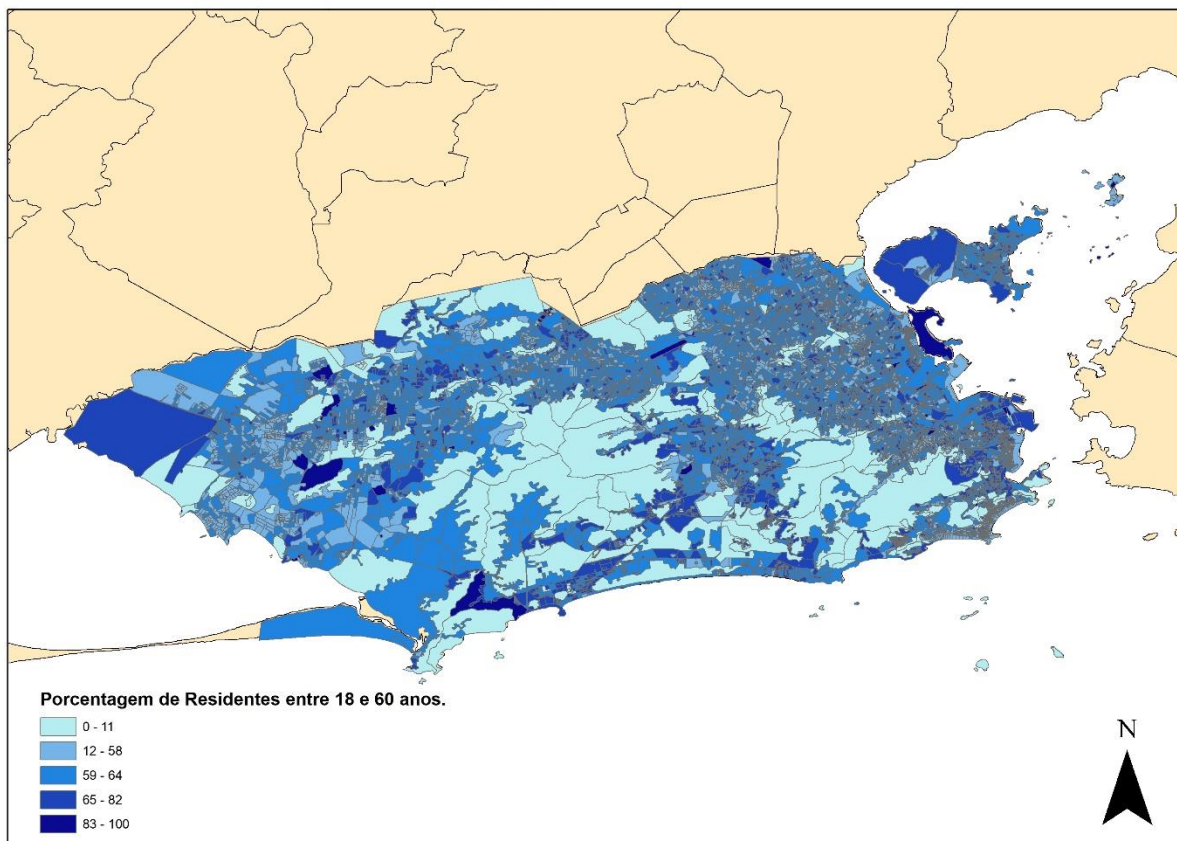 Porcentagem de Residentes entre 18 e 60 anos.
0 - 11
12 - 58
59 - 64
65 - 82
83 - 100
N